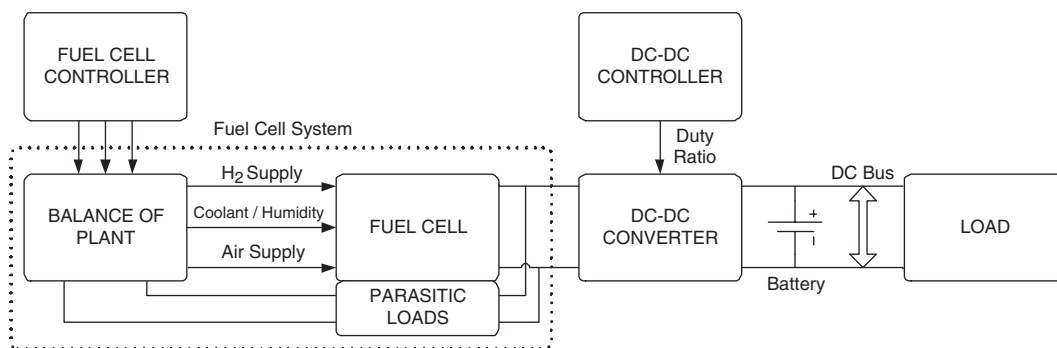 FUEL CELL
CONTROLLER
DC-DC
CONTROLLER
Fuel Cell System
Duty
Ratio
BALANCE OF
PLANT
H2 Supply
Coolant / Humidity
Air Supply
FUEL CELL
PARASITIC
LOADS
DC-DC
CONVERTER
DC Bus
+
–
Battery
LOAD